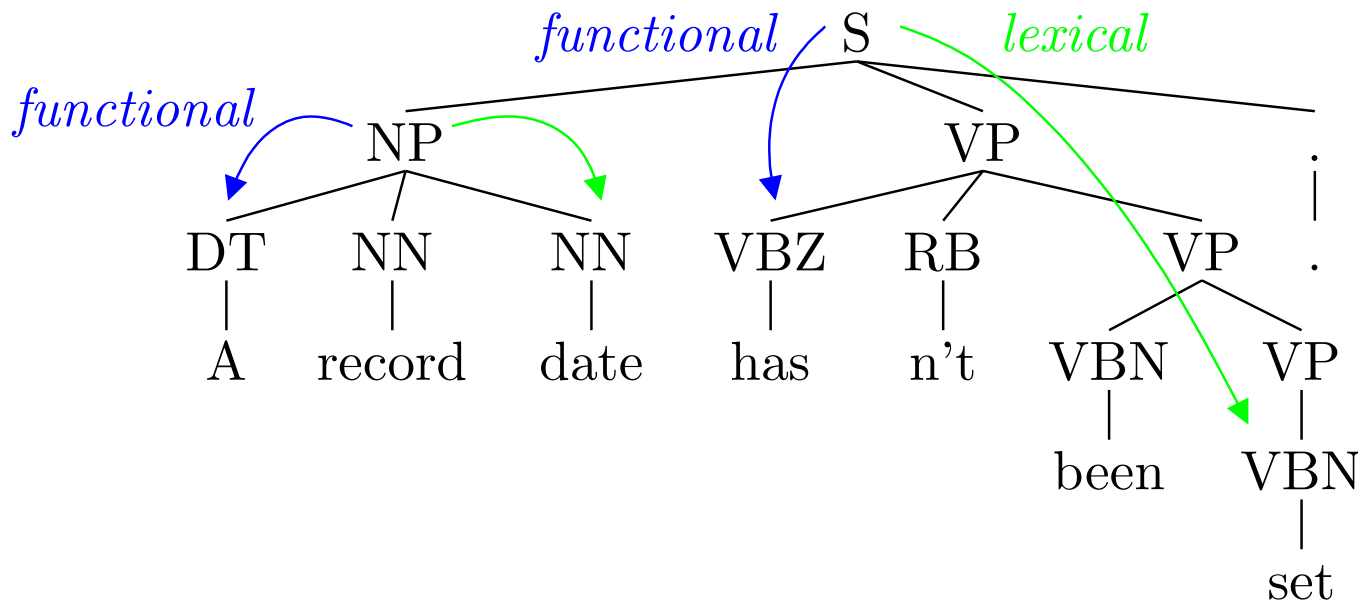 functional S lexical
functional
NP VP .
DT NN NN VBZ RB VP .
A record date has n't VBN VP
been VBN
set